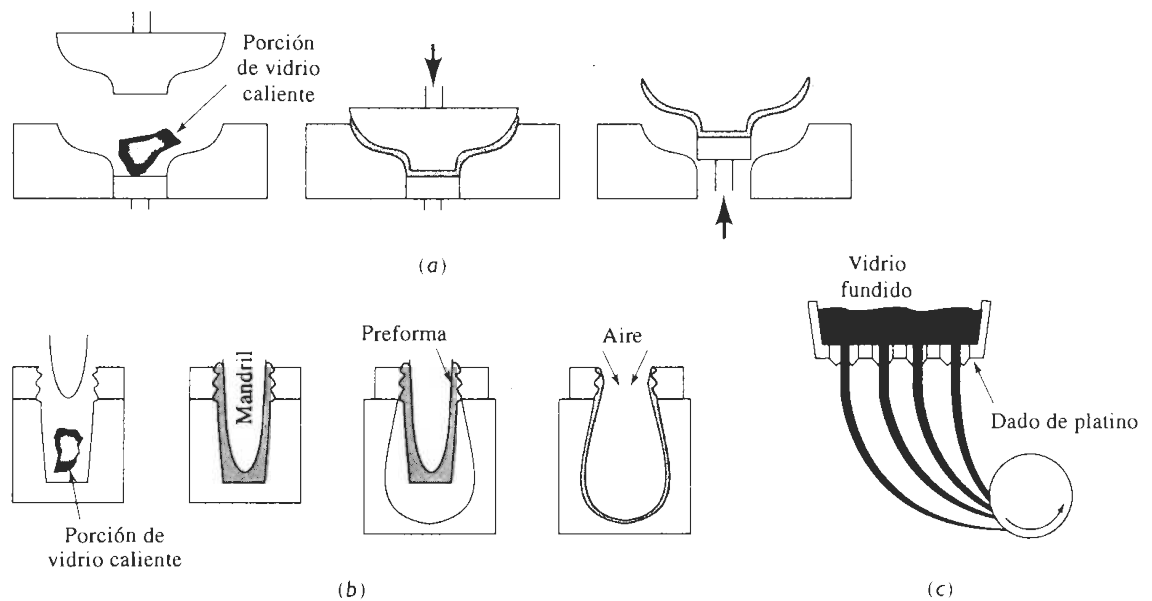 Porción
de vidrio
caliente
(a)
Preforma
Aire
Mandril
Porción de
vidrio caliente
(b)
Vidrio
fundido
Dado de platino
(c)